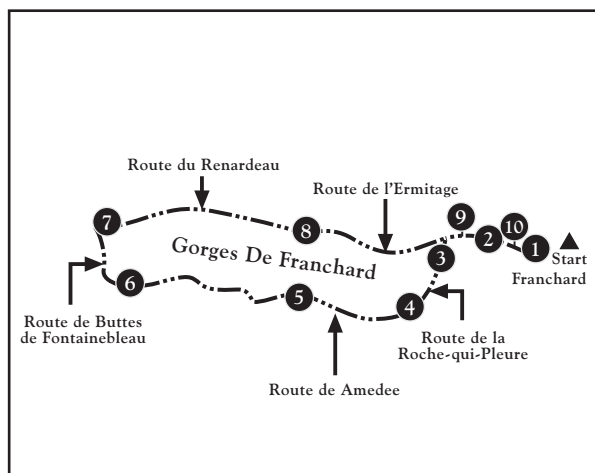 Route du Renardeau
Route de l'Ermitage
7
8
9
2
10
1
Start
Franchard
Gorges De Franchard
3
6
5
4
Route de Buttes
de Fontainebleau
Route de la
Roche-qui-Pleure
Route de Amedee